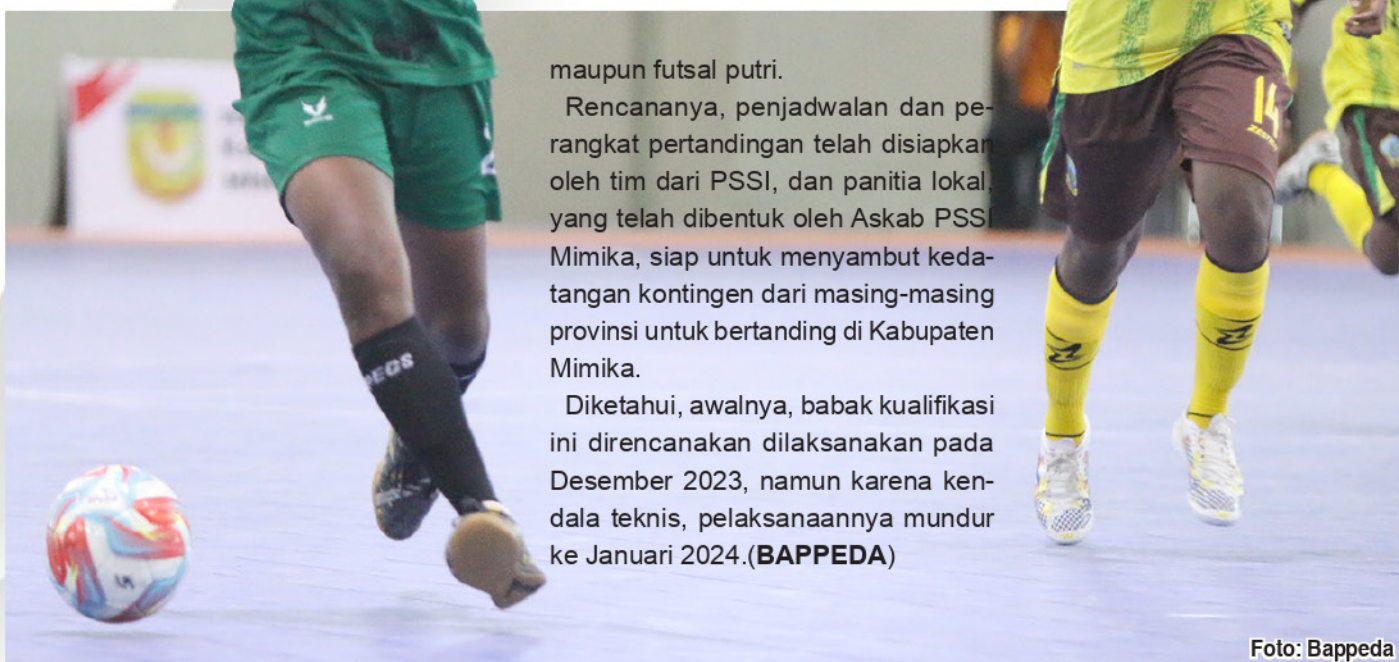 maupun futsal putri.
Rencananya, penjadwalan dan pe-
rangkat pertandingan telah disiapkan
oleh tim dari PSSI, dan panitia lokal,
yang telah dibentuk oleh Askab PSSI
Mimika, siap untuk menyambut keda-
tangan kontingen dari masing-masing
provinsi untuk bertanding di Kabupaten
Mimika.
Diketahui, awalnya, babak kualifikasi
ini direncanakan dilaksanakan pada
Desember 2023, namun karena ken-
dala teknis, pelaksanaannya mundur
ke Januari 2024.(BAPPEDA)
14
Foto: Bappeda